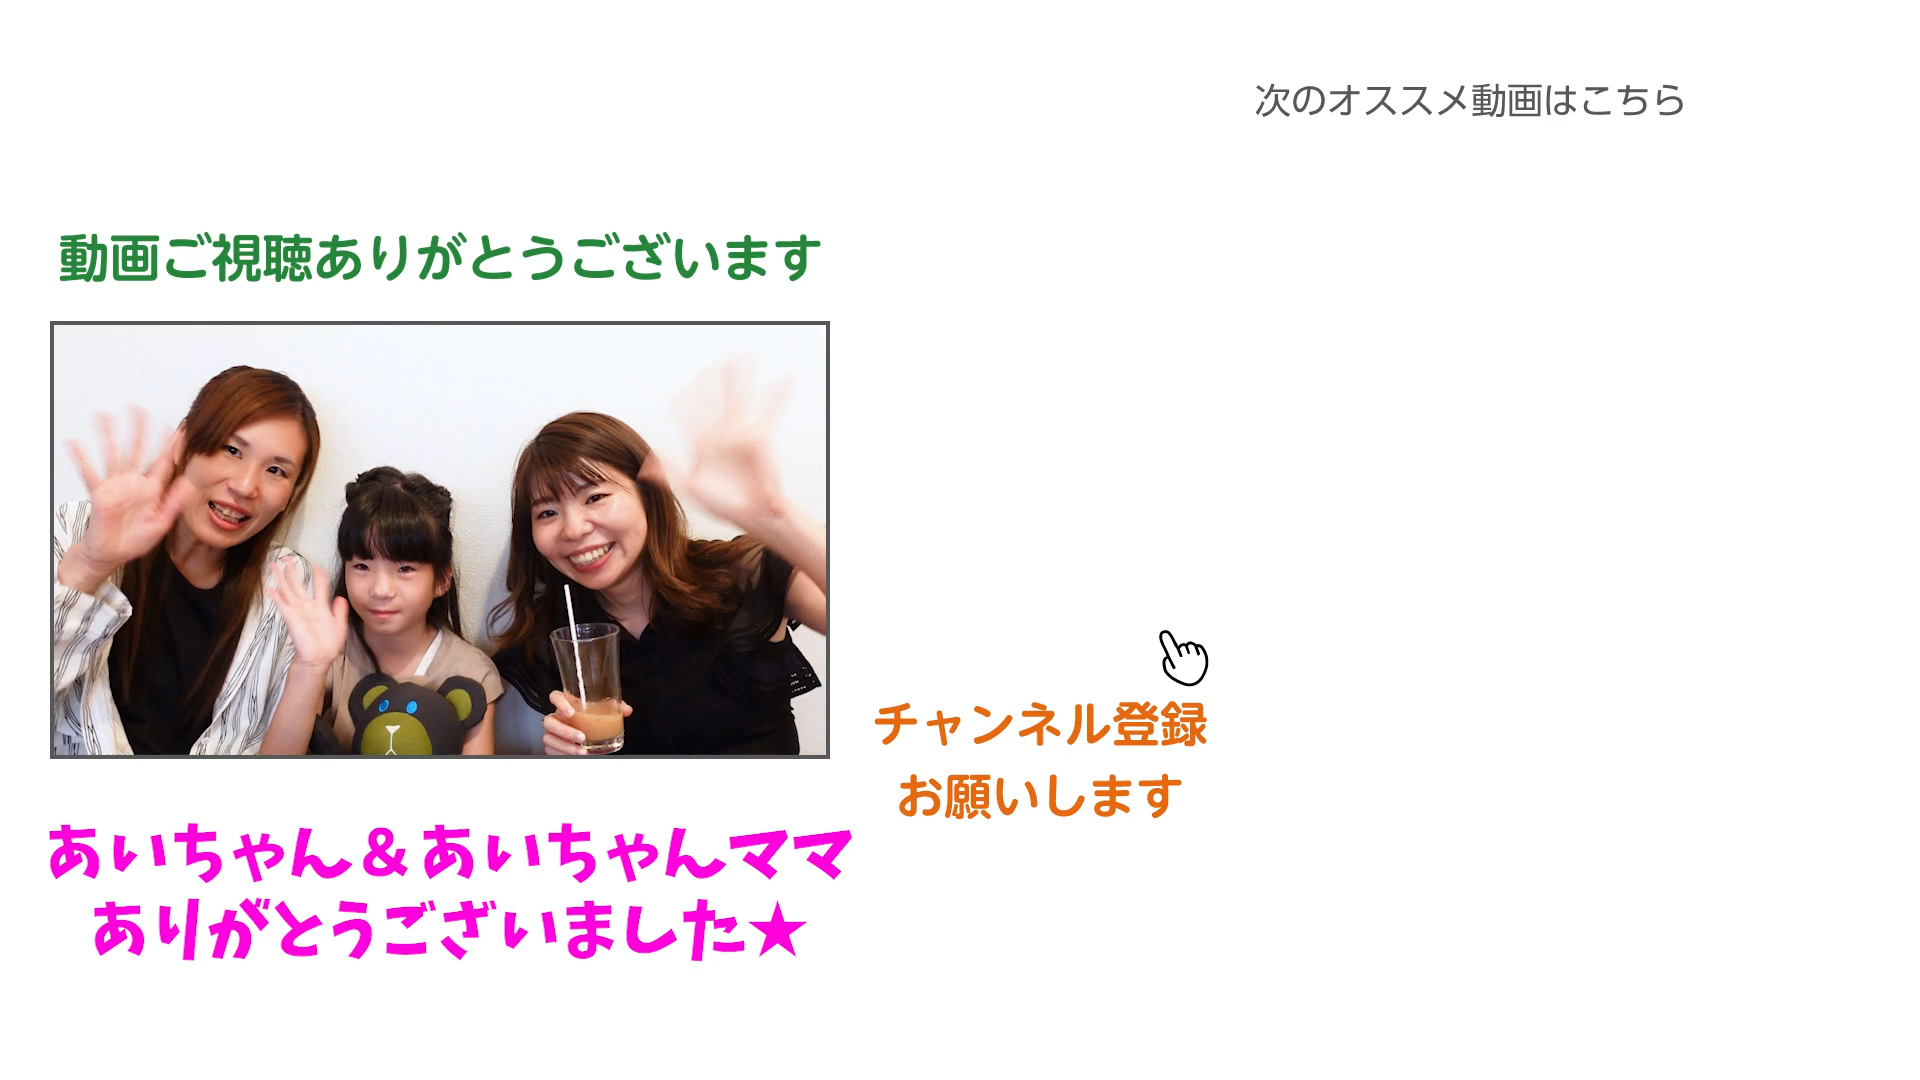 次のオススメ動画はこちら
動画ご視聴ありがとうございます
チャンネル登録
お願いします
あいちゃん＆あいちゃんママ
ありがとうございました★